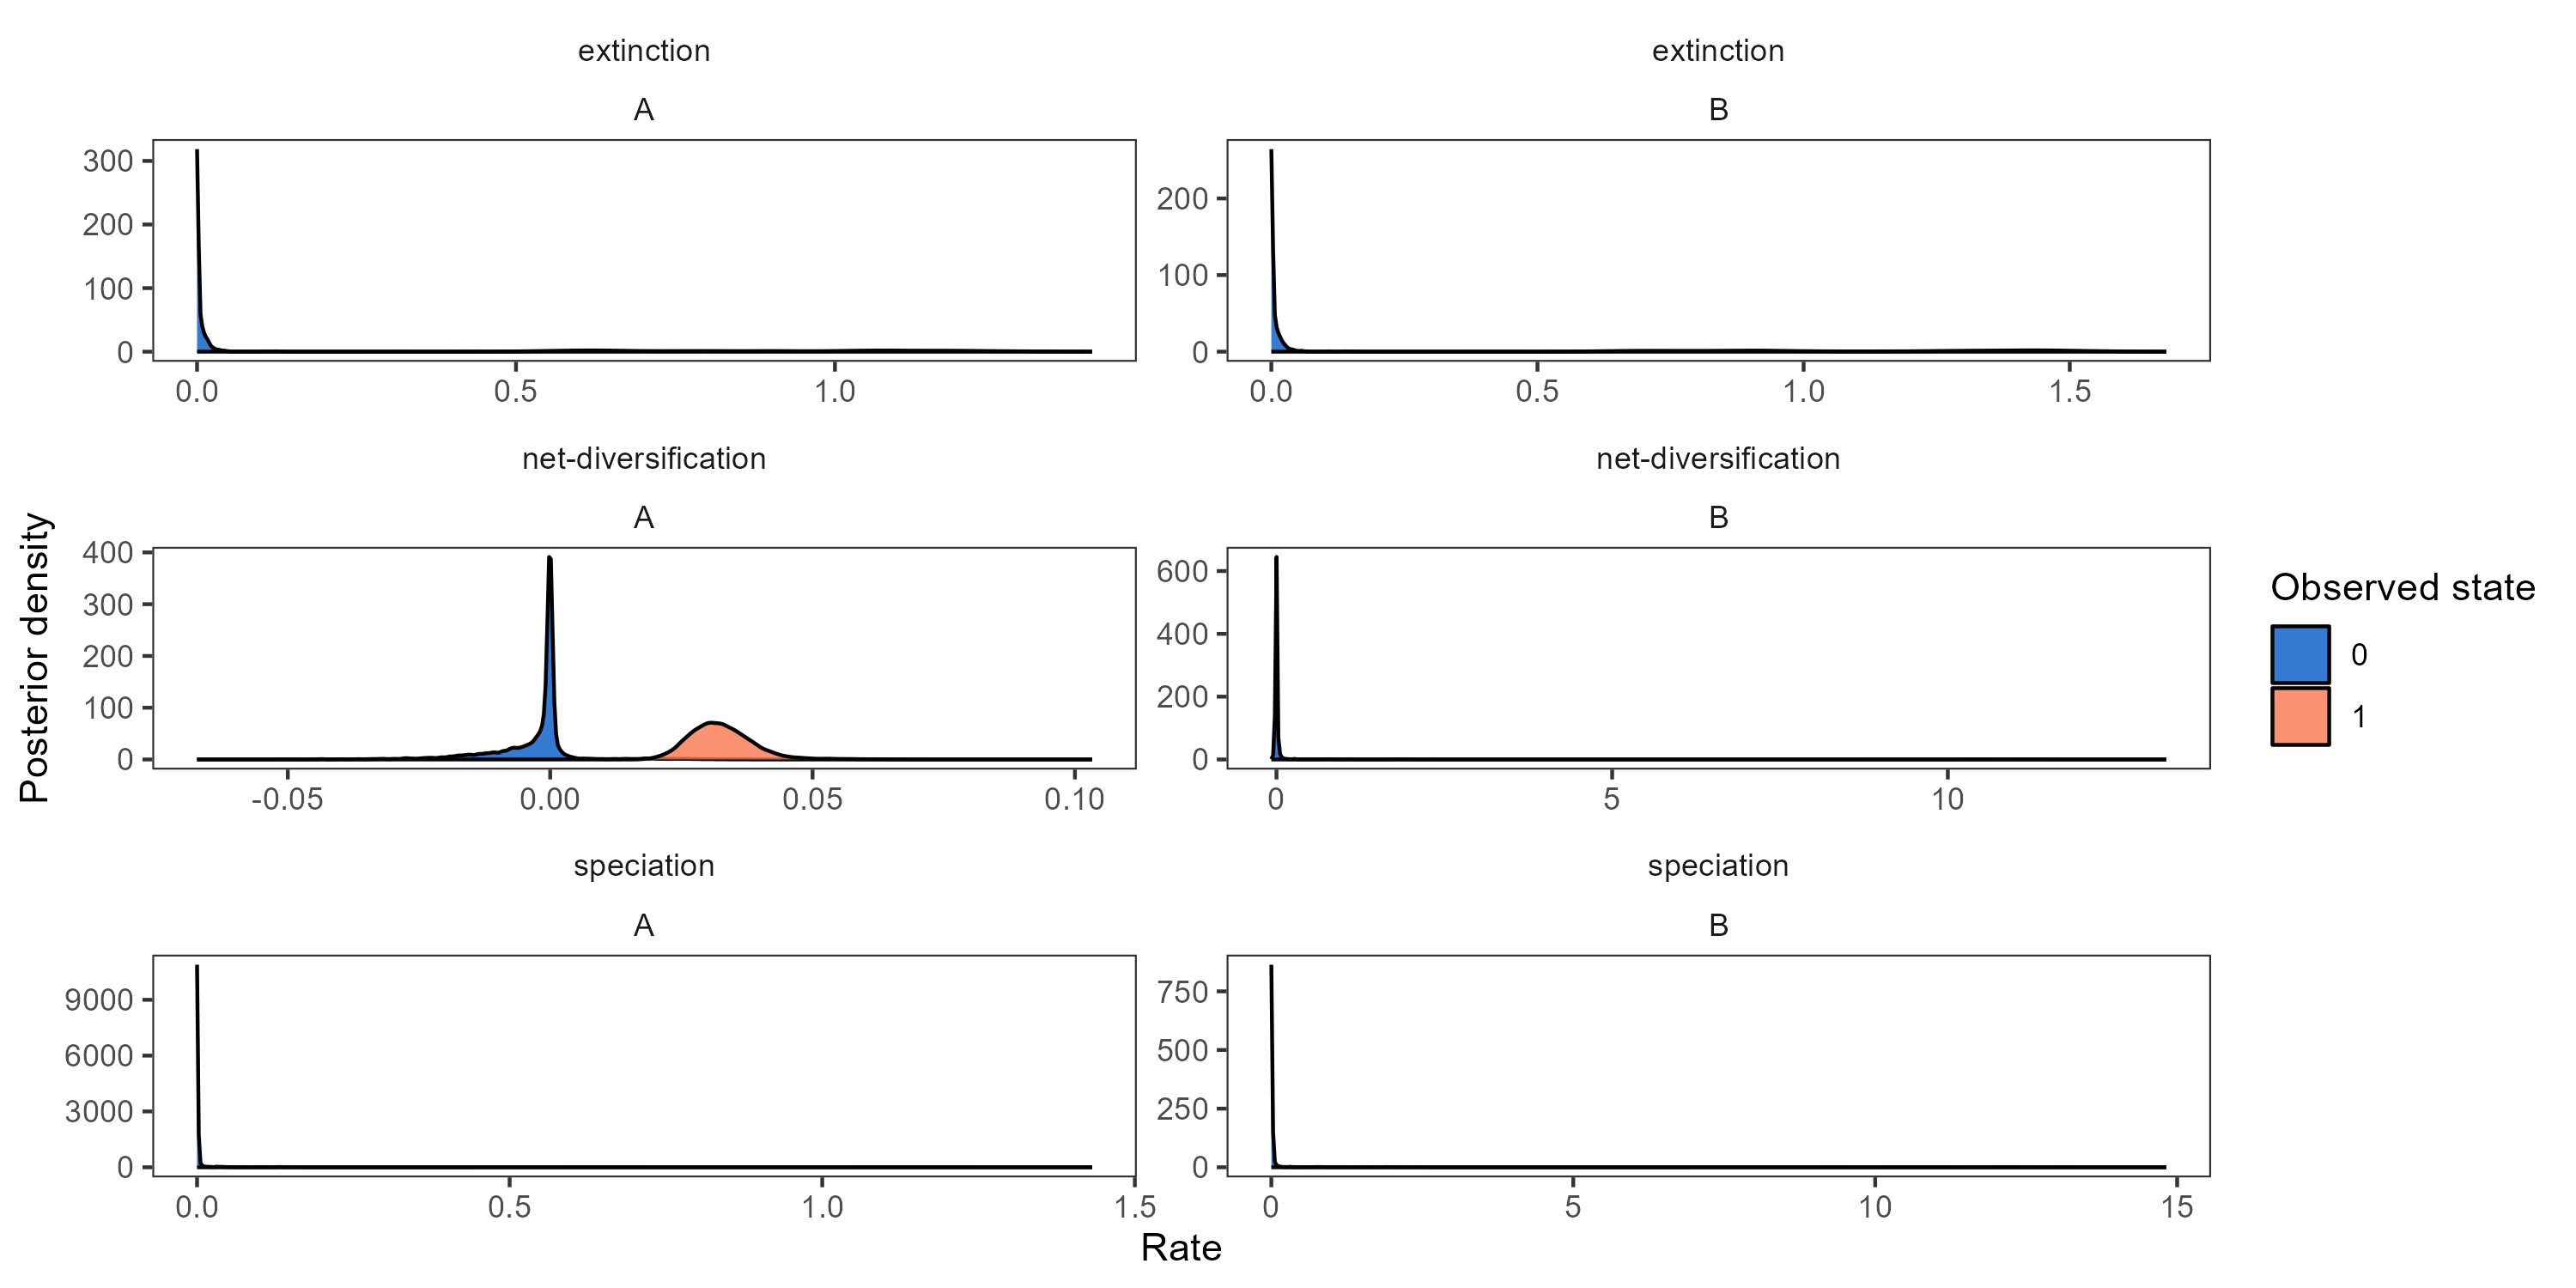 extinction
A
300
200
100
0
0.0 0.5 1.0
extinction
B
200
100
0
0.0 0.5 1.0 1.5
net-diversification
A
400
300
200
100
0
-0.05 0.00 0.05 0.10
net-diversification
B
600
400
200
0
0 5 10
speciation
A
9000
6000
3000
0
0.0 0.5 1.0 1.5
speciation
B
750
500
250
0
0 5 10 15
Posterior density
Rate
Observed state
0
1